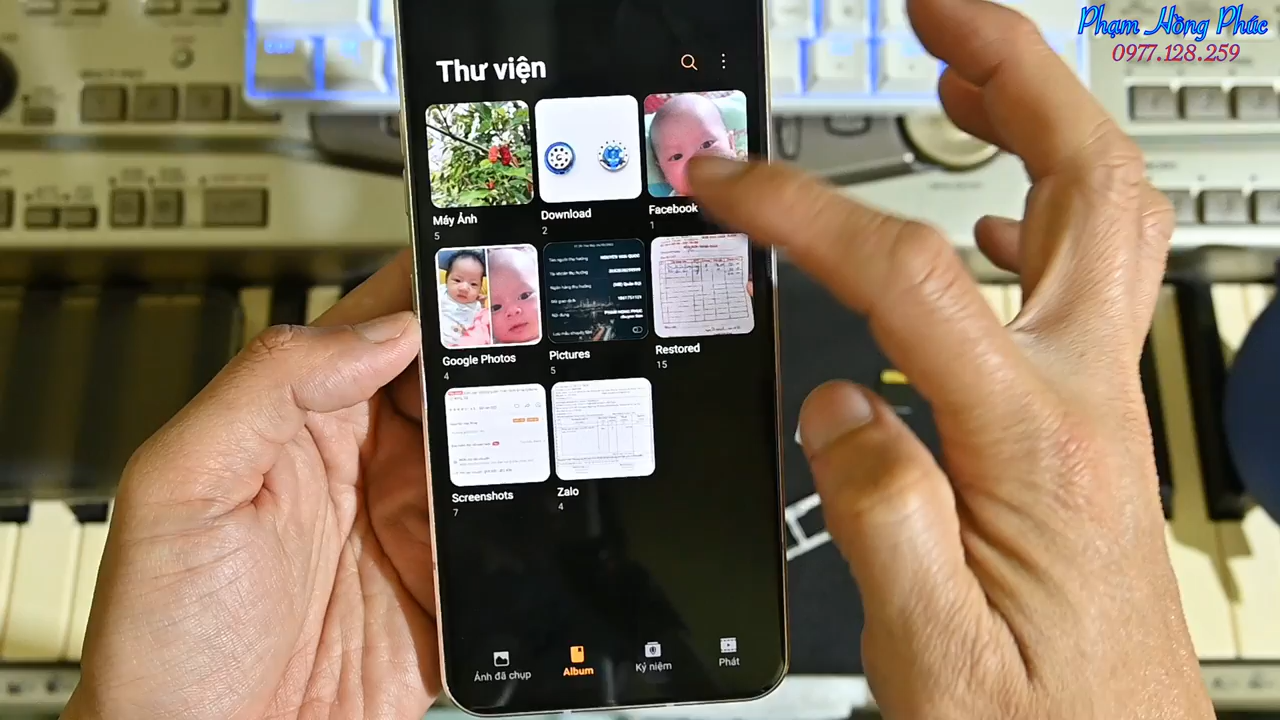 Phạm Hồng Phúc
0977.128.259
Thư viện
Máy Ảnh
5
Download
2
Facebook
1
Google Photos
4
Pictures
5
Restored
15
Screenshots
7
Zalo
4
Ảnh đã chụp
Album
Kỷ niệm
Phát